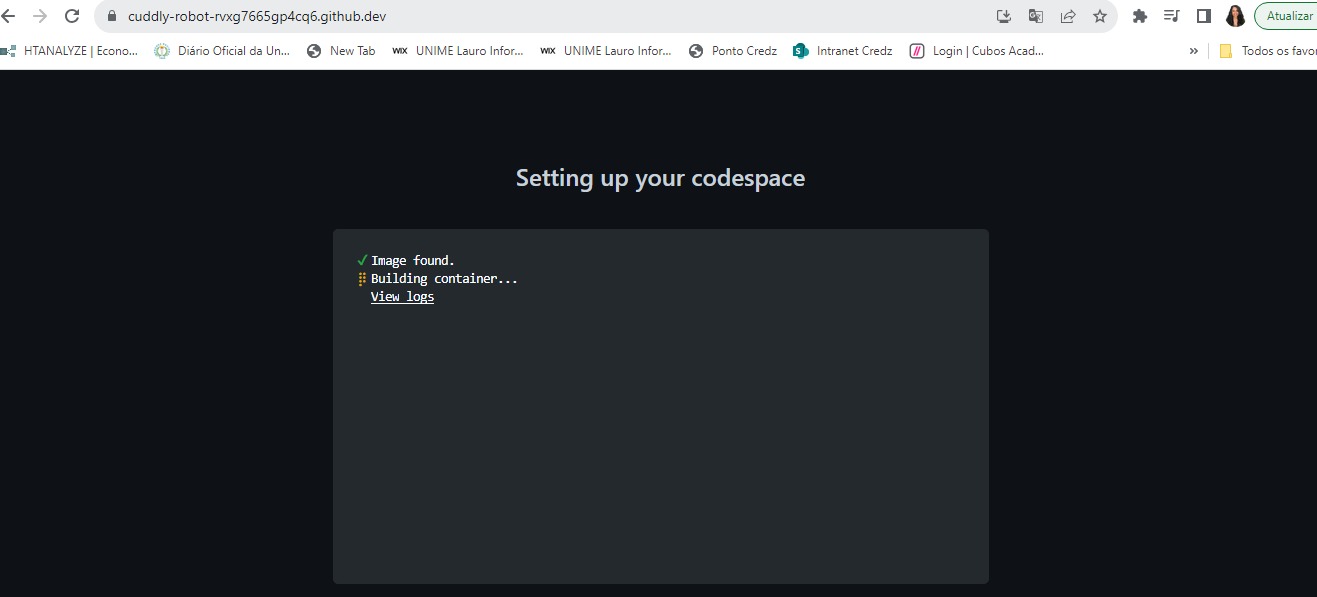 cuddly-robot-rvxg7665gp4cq6.github.dev
Atualizar
HTANALYZE | Econo... Diário Oficial da Un... New Tab WIX UNIME Lauro Infor... WIX UNIME Lauro Infor... Ponto Credz S Intranet Credz Login | Cubos Acad... » Todos os favor
Setting up your codespace
✓ Image found.
Building container...
View logs